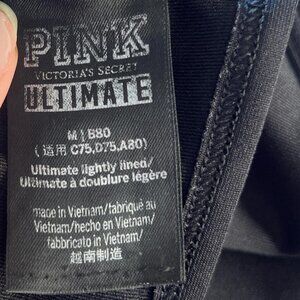 PINK
VICTORIA'S SECRET
ULTIMATE
M | B80
(适用 C75,D75,A80)
Ultimate lightly lined/
Ultimate à doublure légère
made in Vietnam/fabriqué au
Vietnam/hecho en Vietnam/
fabbricato in Vietnam/
越南制造